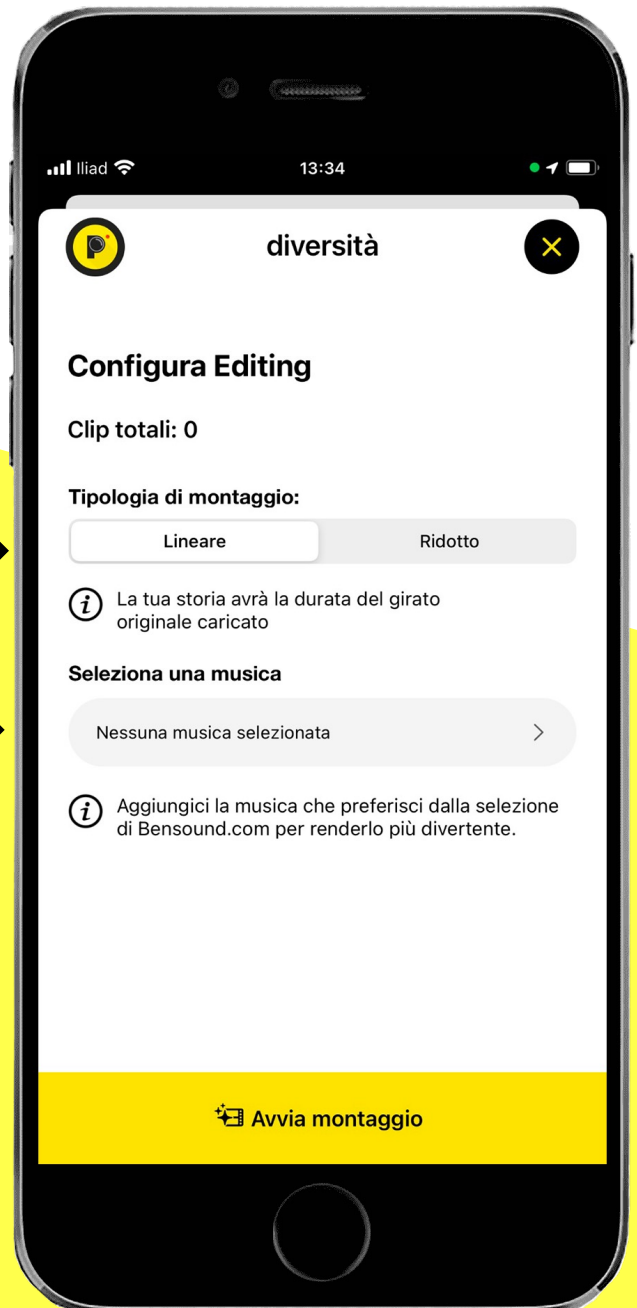 Iliad
13:34
P
diversità
Configura Editing
Clip totali: 0
Tipologia di montaggio:
Lineare
Ridotto
La tua storia avrà la durata del girato
originale caricato
Seleziona una musica
Nessuna musica selezionata
Aggiungici la musica che preferisci dalla selezione
di Bensound.com per renderlo più divertente.
Avvia montaggio